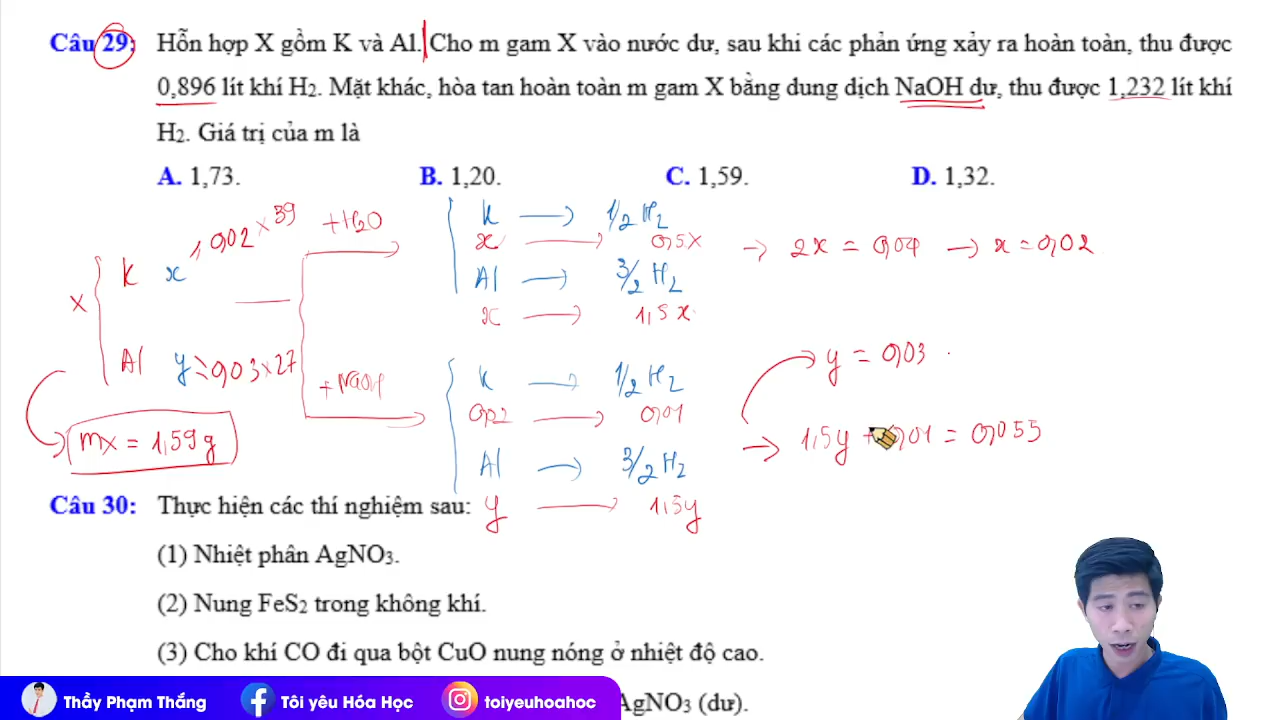 Câu 29: Hỗn hợp X gồm K và Al. Cho m gam X vào nước dư, sau khi các phản ứng xảy ra hoàn toàn, thu được
0,896 lít khí H2. Mặt khác, hòa tan hoàn toàn m gam X bằng dung dịch NaOH dư, thu được 1,232 lít khí
H2. Giá trị của m là
A. 1,73. B. 1,20. C. 1,59. D. 1,32.
X
K x 0,02 x 39
Al y 0,03 x 27
mx = 1,59g
+H2O
K → 1/2 H2
x → 0,5x
Al → 3/2 H2
x → 1,5x
→ 2x = 0,04 → x = 0,02
+NaOH
K → 1/2 H2
0,02 → 0,01
Al → 3/2 H2
y → 1,5y
→ y = 0,03
→ 1,5y + 0,01 = 0,055
Câu 30: Thực hiện các thí nghiệm sau:
(1) Nhiệt phân AgNO3.
(2) Nung FeS2 trong không khí.
(3) Cho khí CO đi qua bột CuO nung nóng ở nhiệt độ cao.
AgNO3 (dư).
Thầy Phạm Thắng Tôi yêu Hóa Học toiyeuhoahoc